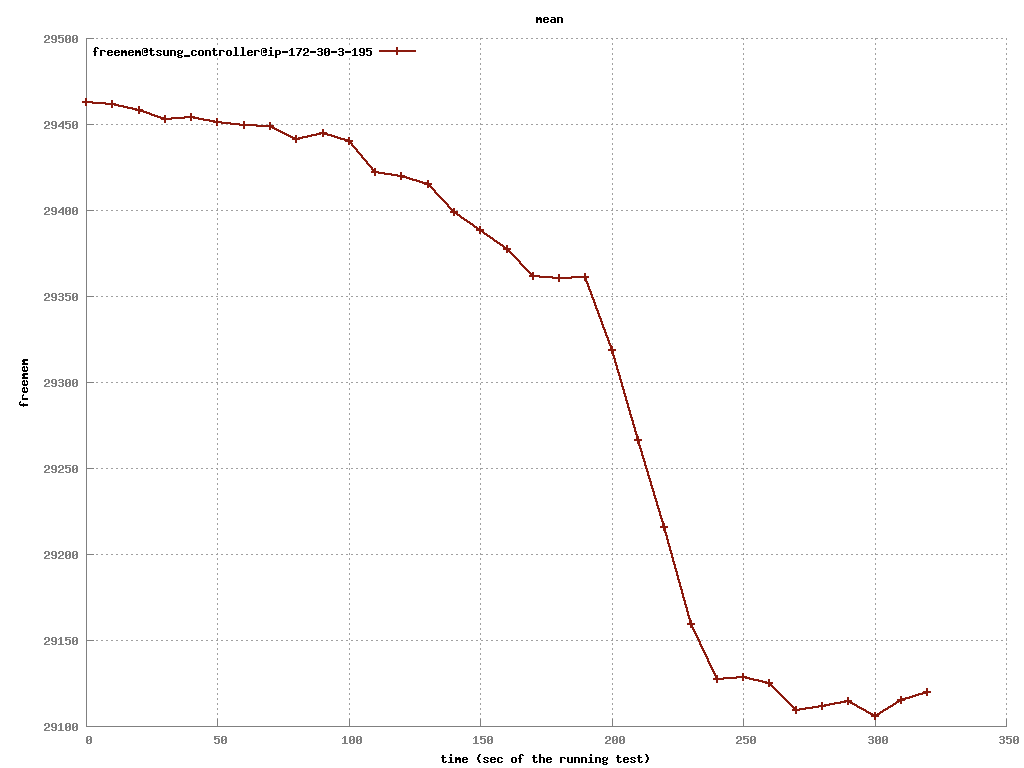 mean
29500
freemem@tsung_controller@ip-172-30-3-195
29450
29400
29350
29300
freemem
29250
29200
29150
29100
0 50 100 150 200 250 300 350
time (sec of the running test)